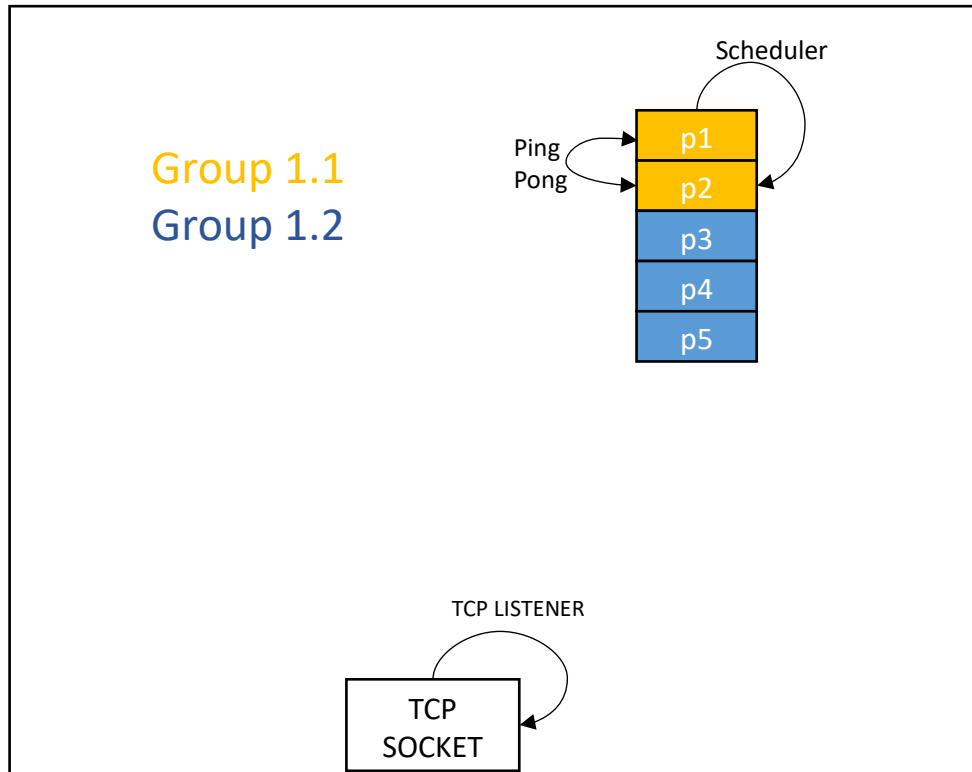 Scheduler
Group 1.1
Group 1.2
Ping
Pong
p1
p2
p3
p4
p5
TCP LISTENER
TCP
SOCKET